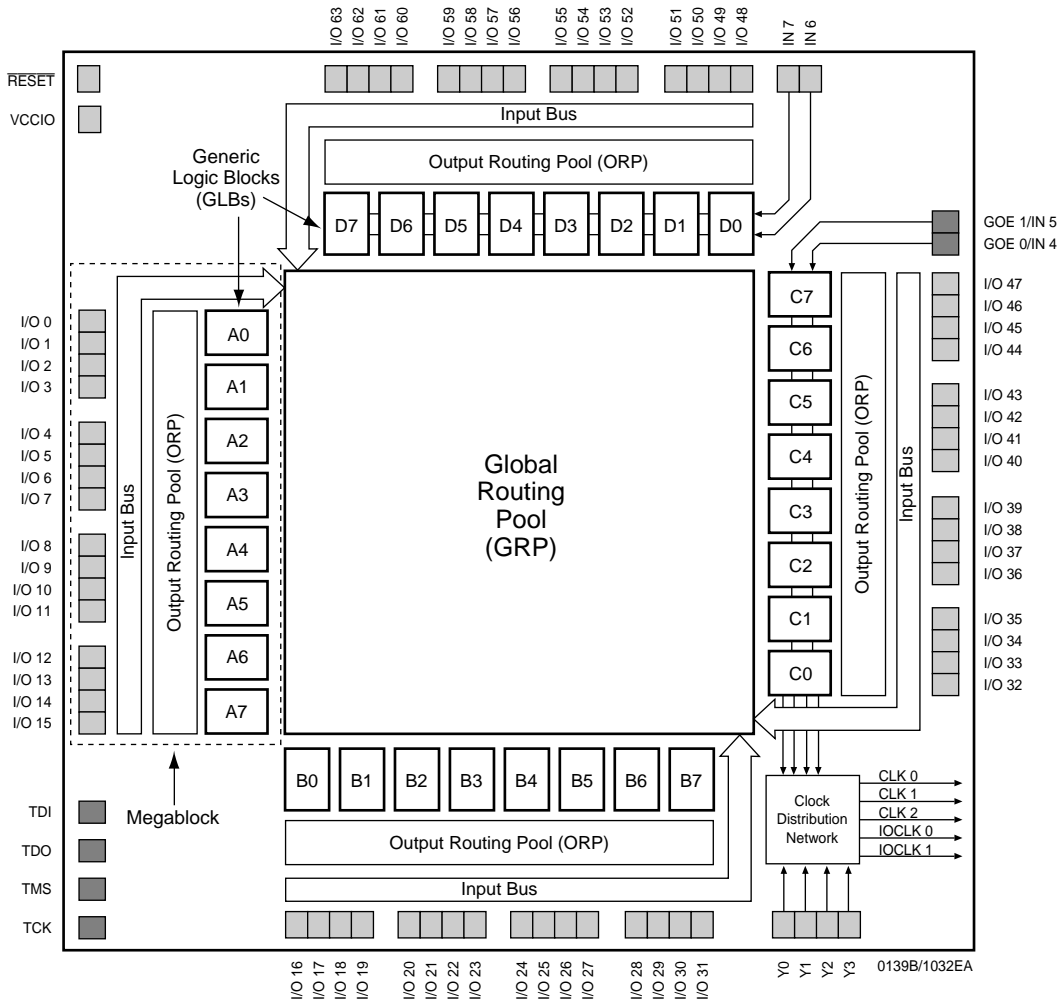 I/O 63
I/O 62
I/O 61
I/O 60
I/O 59
I/O 58
I/O 57
I/O 56
I/O 55
I/O 54
I/O 53
I/O 52
I/O 51
I/O 50
I/O 49
I/O 48
IN 7
IN 6
RESET
VCCIO
Input Bus
Output Routing Pool (ORP)
Generic
Logic Blocks
(GLBs)
D7
D6
D5
D4
D3
D2
D1
D0
GOE 1/IN 5
GOE 0/IN 4
I/O 0
I/O 1
I/O 2
I/O 3
I/O 4
I/O 5
I/O 6
I/O 7
I/O 8
I/O 9
I/O 10
I/O 11
I/O 12
I/O 13
I/O 14
I/O 15
Input Bus
Output Routing Pool (ORP)
A0
A1
A2
A3
A4
A5
A6
A7
Global
Routing
Pool
(GRP)
C7
C6
C5
C4
C3
C2
C1
C0
Output Routing Pool (ORP)
Input Bus
I/O 47
I/O 46
I/O 45
I/O 44
I/O 43
I/O 42
I/O 41
I/O 40
I/O 39
I/O 38
I/O 37
I/O 36
I/O 35
I/O 34
I/O 33
I/O 32
Megablock
B0
B1
B2
B3
B4
B5
B6
B7
Output Routing Pool (ORP)
Input Bus
Clock
Distribution
Network
CLK 0
CLK 1
CLK 2
IOCLK 0
IOCLK 1
TDI
TDO
TMS
TCK
I/O 16
I/O 17
I/O 18
I/O 19
I/O 20
I/O 21
I/O 22
I/O 23
I/O 24
I/O 25
I/O 26
I/O 27
I/O 28
I/O 29
I/O 30
I/O 31
Y0
Y1
Y2
Y3
0139B/1032EA